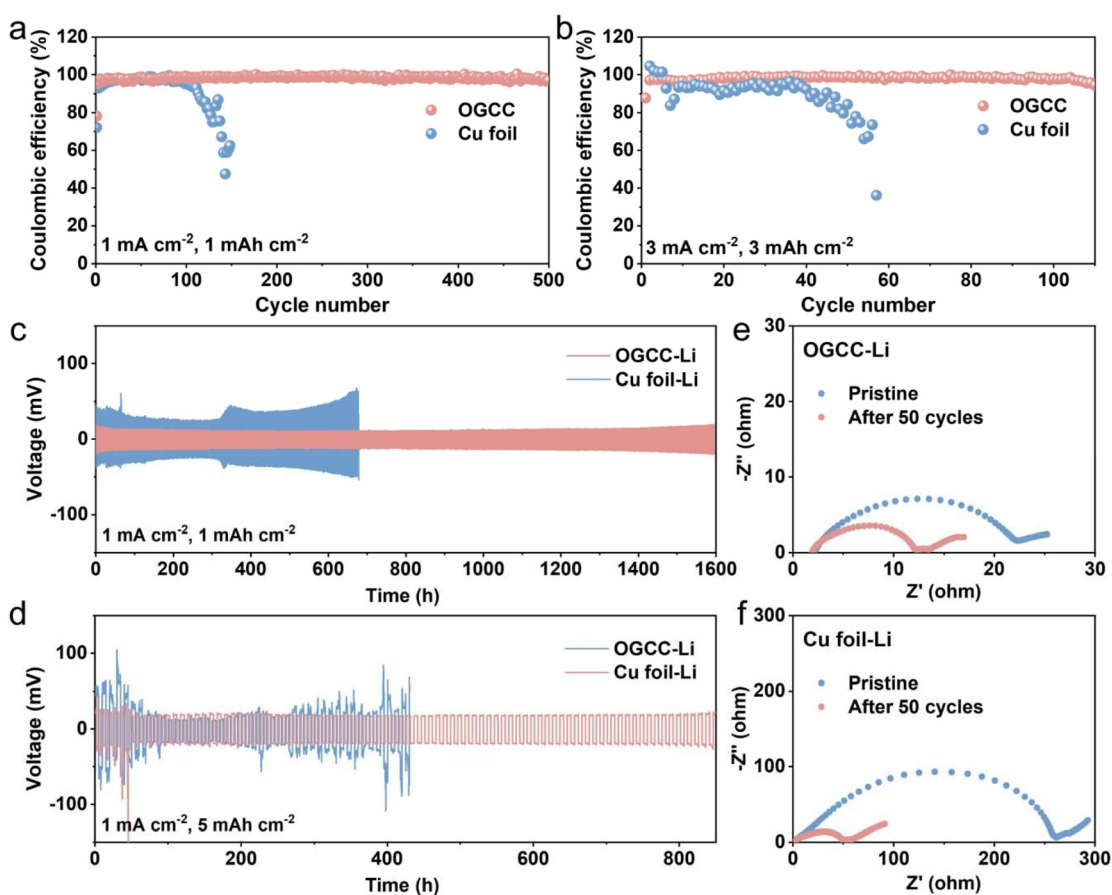 a
120
100
80
60
40
20
0
Coulombic efficiency (%)
OGCC
Cu foil
1 mA cm⁻², 1 mAh cm⁻²
0 100 200 300 400 500
Cycle number
b
120
100
80
60
40
20
0
Coulombic efficiency (%)
OGCC
Cu foil
3 mA cm⁻², 3 mAh cm⁻²
0 20 40 60 80 100
Cycle number
c
100
0
-100
Voltage (mV)
OGCC-Li
Cu foil-Li
1 mA cm⁻², 1 mAh cm⁻²
0 200 400 600 800 1000 1200 1400 1600
Time (h)
e
30
25
20
15
10
5
0
-Z'' (ohm)
OGCC-Li
Pristine
After 50 cycles
0 10 20 30
Z' (ohm)
d
100
0
-100
Voltage (mV)
OGCC-Li
Cu foil-Li
1 mA cm⁻², 5 mAh cm⁻²
0 200 400 600 800
Time (h)
f
300
200
100
0
-Z'' (ohm)
Cu foil-Li
Pristine
After 50 cycles
0 100 200 300
Z' (ohm)